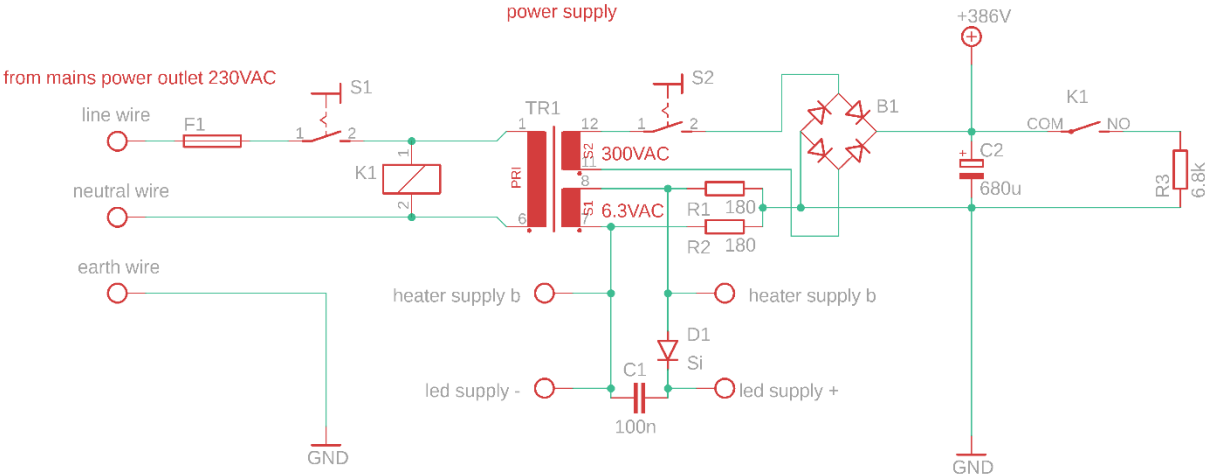 power supply
+386V
from mains power outlet 230VAC
S1
S2
line wire
F1
1
2
TR1
1
12
1
2
B1
K1
COM
NO
K1
1
2
PRI
S2
300VAC
11
C2
+
680u
R3
6.8k
neutral wire
6
8
S1
6.3VAC
7
R1
180
R2
180
earth wire
heater supply b
heater supply b
D1
Si
C1
led supply -
led supply +
100n
GND
GND